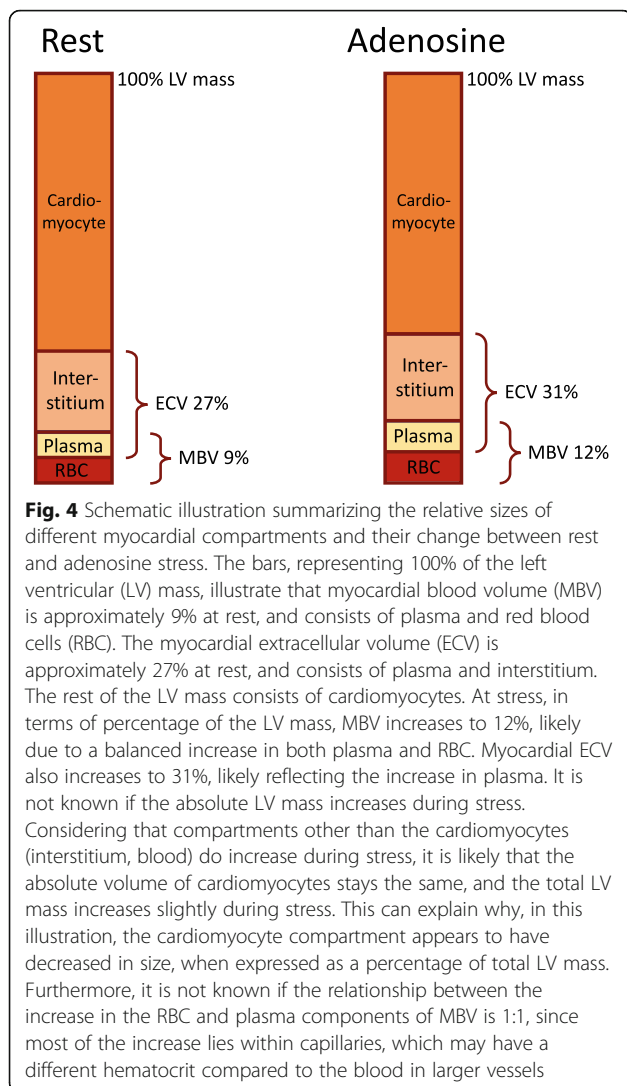 Rest
Adenosine
100% LV mass
100% LV mass
Cardio-
myocyte
Cardio-
myocyte
Inter-
stitium
ECV 27%
Plasma
MBV 9%
RBC
Inter-
stitium
ECV 31%
Plasma
MBV 12%
RBC
Fig. 4 Schematic illustration summarizing the relative sizes of
different myocardial compartments and their change between rest
and adenosine stress. The bars, representing 100% of the left
ventricular (LV) mass, illustrate that myocardial blood volume (MBV)
is approximately 9% at rest, and consists of plasma and red blood
cells (RBC). The myocardial extracellular volume (ECV) is
approximately 27% at rest, and consists of plasma and interstitium.
The rest of the LV mass consists of cardiomyocytes. At stress, in
terms of percentage of the LV mass, MBV increases to 12%, likely
due to a balanced increase in both plasma and RBC. Myocardial ECV
also increases to 31%, likely reflecting the increase in plasma. It is
not known if the absolute LV mass increases during stress.
Considering that compartments other than the cardiomyocytes
(interstitium, blood) do increase during stress, it is likely that the
absolute volume of cardiomyocytes stays the same, and the total LV
mass increases slightly during stress. This can explain why, in this
illustration, the cardiomyocyte compartment appears to have
decreased in size, when expressed as a percentage of total LV mass.
Furthermore, it is not known if the relationship between the
increase in the RBC and plasma components of MBV is 1:1, since
most of the increase lies within capillaries, which may have a
different hematocrit compared to the blood in larger vessels